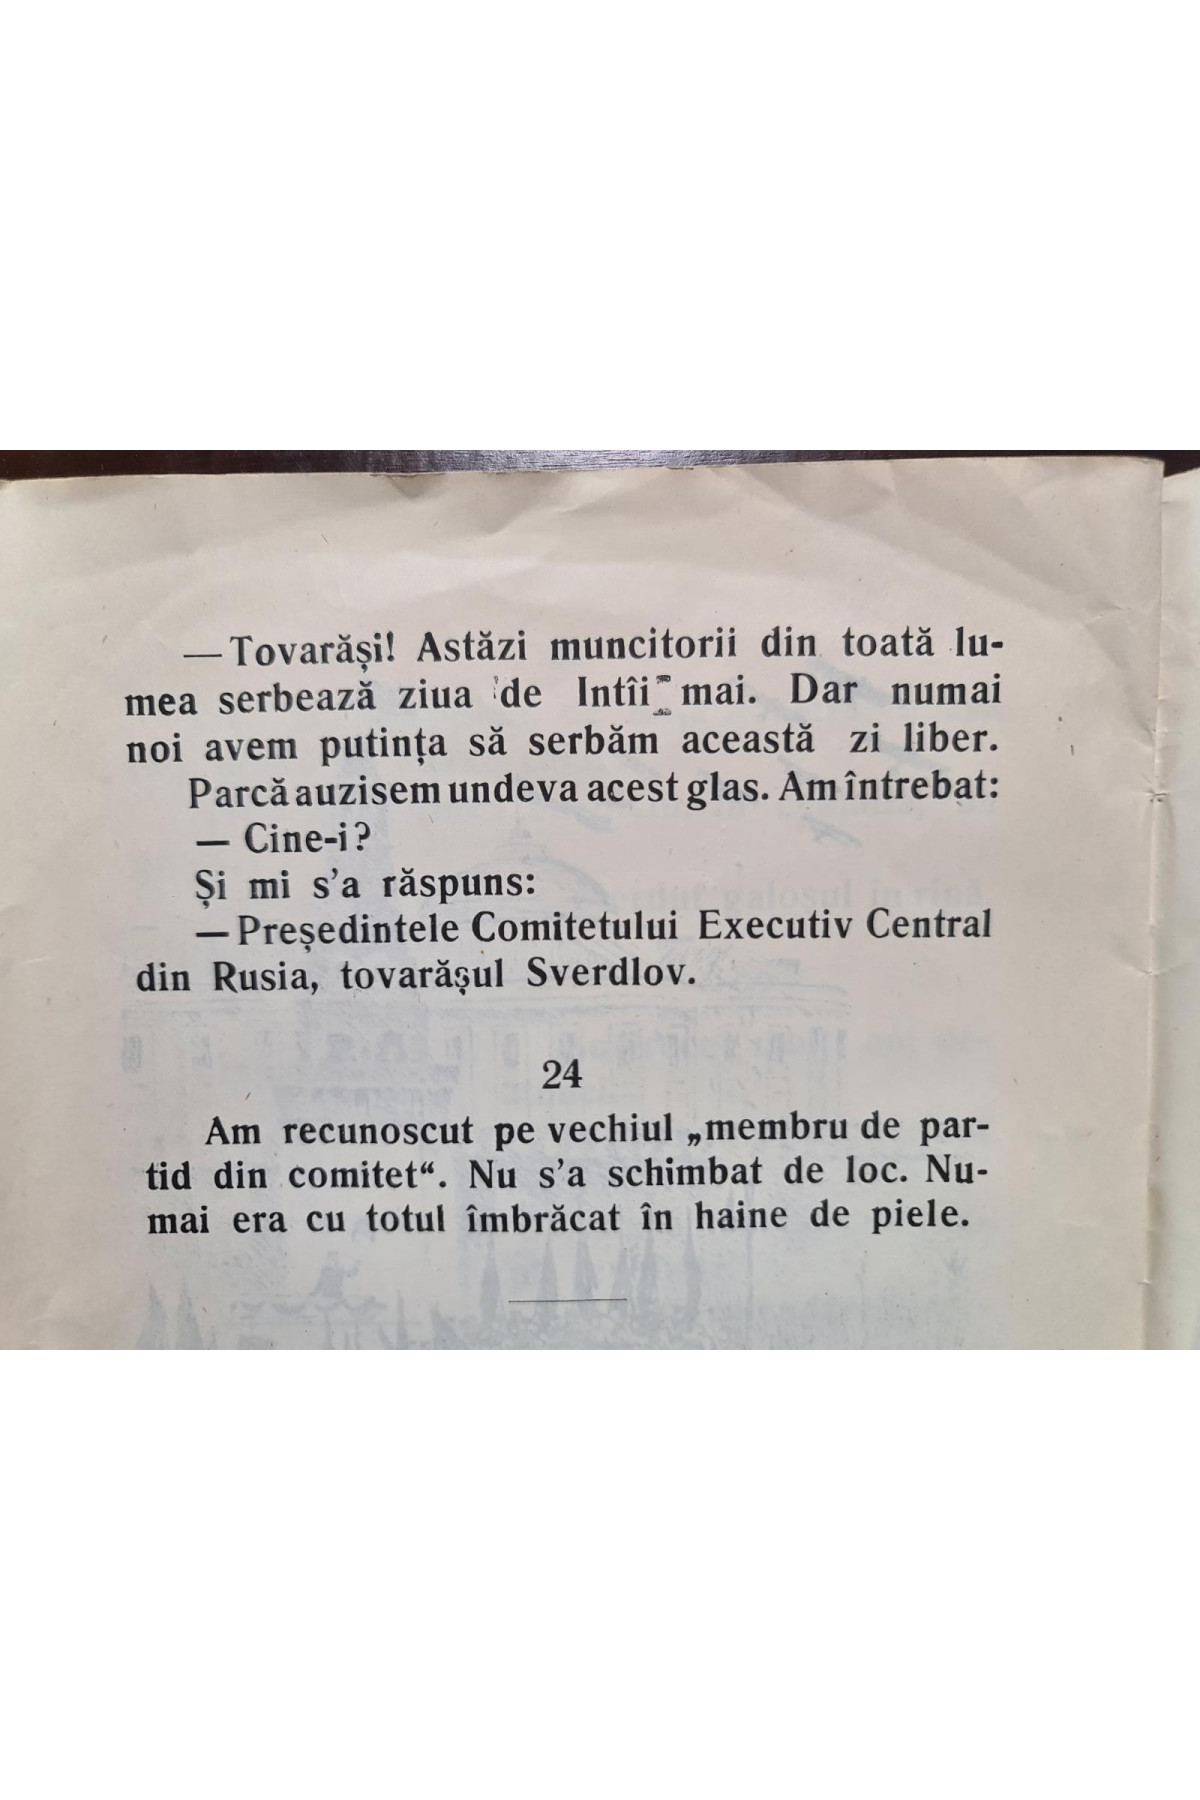 — Tovarăși! Astăzi muncitorii din toată lu-
mea serbează ziua de Intîi mai. Dar numai
noi avem putința să serbăm această zi liber.
Parcă auzisem undeva acest glas. Am întrebat:
— Cine-i?
Și mi s'a răspuns:
— Președintele Comitetului Executiv Central
din Rusia, tovarășul Sverdlov.
24
Am recunoscut pe vechiul „membru de par-
tid din comitet“. Nu s'a schimbat de loc. Nu-
mai era cu totul îmbrăcat în haine de piele.